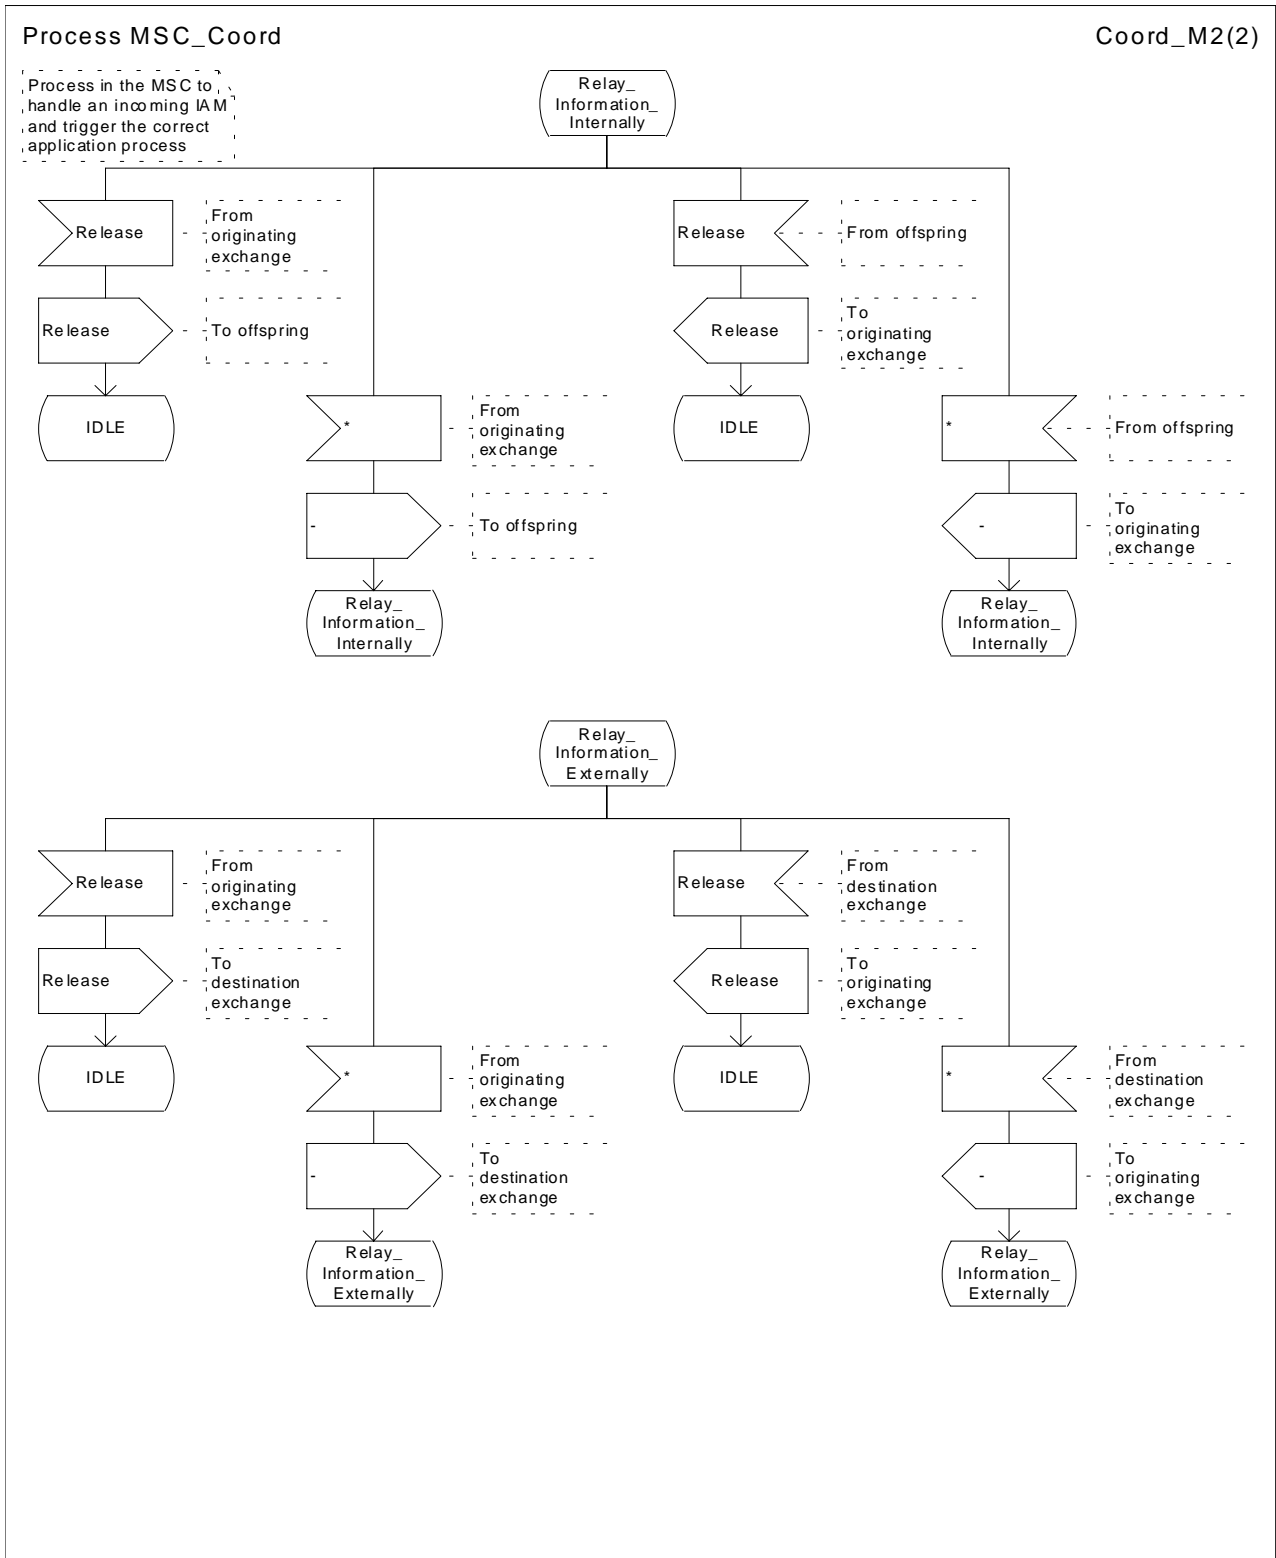 Process MSC_Coord
Coord_M2(2)
Process in the MSC to
handle an incoming IAM
and trigger the correct
application process
Relay_
Information_
Internally
Release
From
originating
exchange
Release
From offspring
Release
To offspring
Release
To
originating
exchange
IDLE
*
From
originating
exchange
IDLE
*
From offspring
-
To offspring
-
To
originating
exchange
Relay_
Information_
Internally
Relay_
Information_
Internally
Relay_
Information_
Externally
Release
From
originating
exchange
Release
From
destination
exchange
Release
To
destination
exchange
Release
To
originating
exchange
IDLE
*
From
originating
exchange
IDLE
*
From
destination
exchange
-
To
destination
exchange
-
To
originating
exchange
Relay_
Information_
Externally
Relay_
Information_
Externally